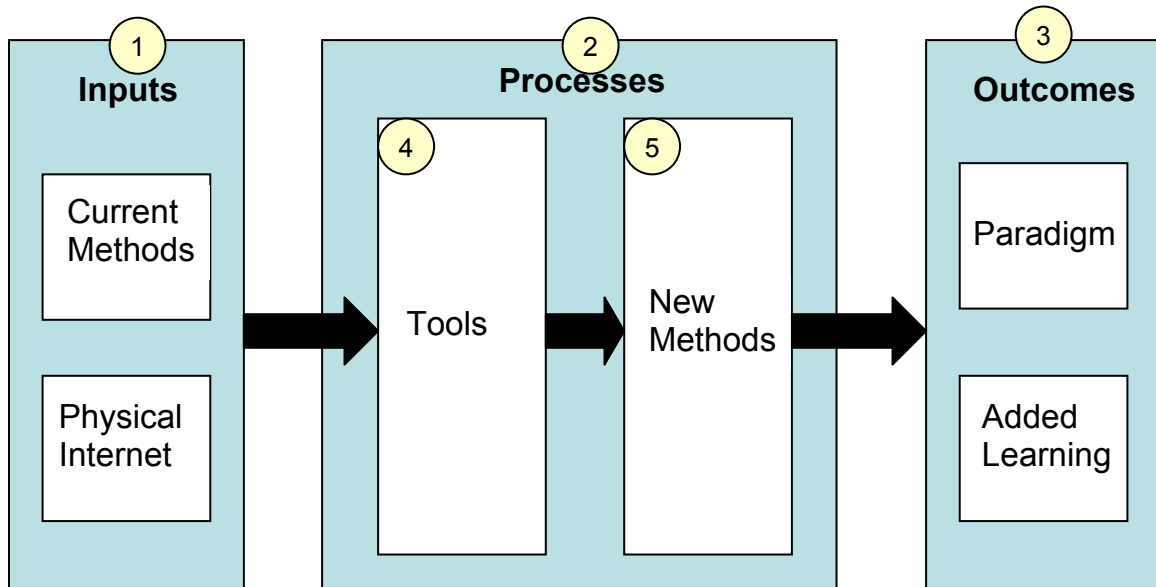 1
Inputs
Current
Methods
Physical
Internet
2
Processes
4
Tools
5
New
Methods
3
Outcomes
Paradigm
Added
Learning